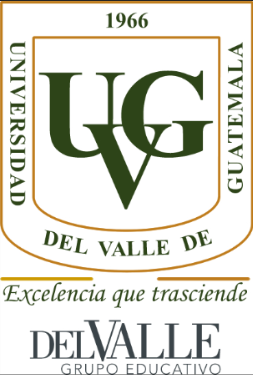 1966
UNIVERSIDAD
UVG
DEL VALLE DE
GUATEMALA
Excelencia que trasciende
DELVALLE
GRUPO EDUCATIVO